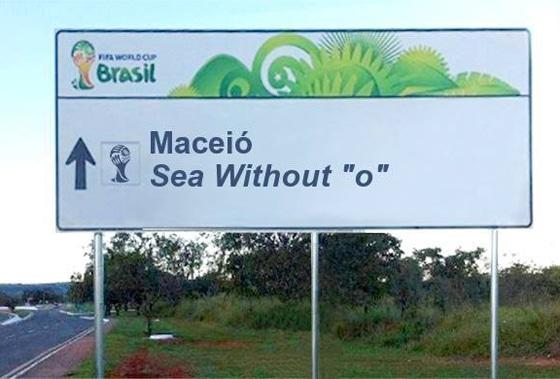 FIFA WORLD CUP
Brasil
Maceió
Sea Without "o"